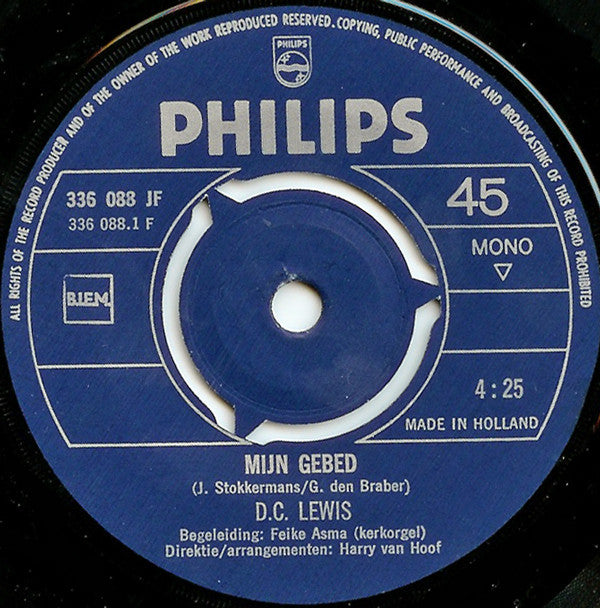 ALL RIGHTS OF THE RECORD PRODUCER AND OF THE OWNER OF THE WORK REPRODUCED RESERVED. COPYING, PUBLIC PERFORMANCE AND BROADCASTING OF THIS RECORD PROHIBITED
PHILIPS
PHILIPS
336 088 JF
336 088.1 F
45
MONO
B.I.E.M.
4:25
MADE IN HOLLAND
MIJN GEBED
(J. Stokkermans/G. den Braber)
D.C. LEWIS
Begeleiding: Feike Asma (kerkorgel)
Direktie/arrangementen: Harry van Hoof